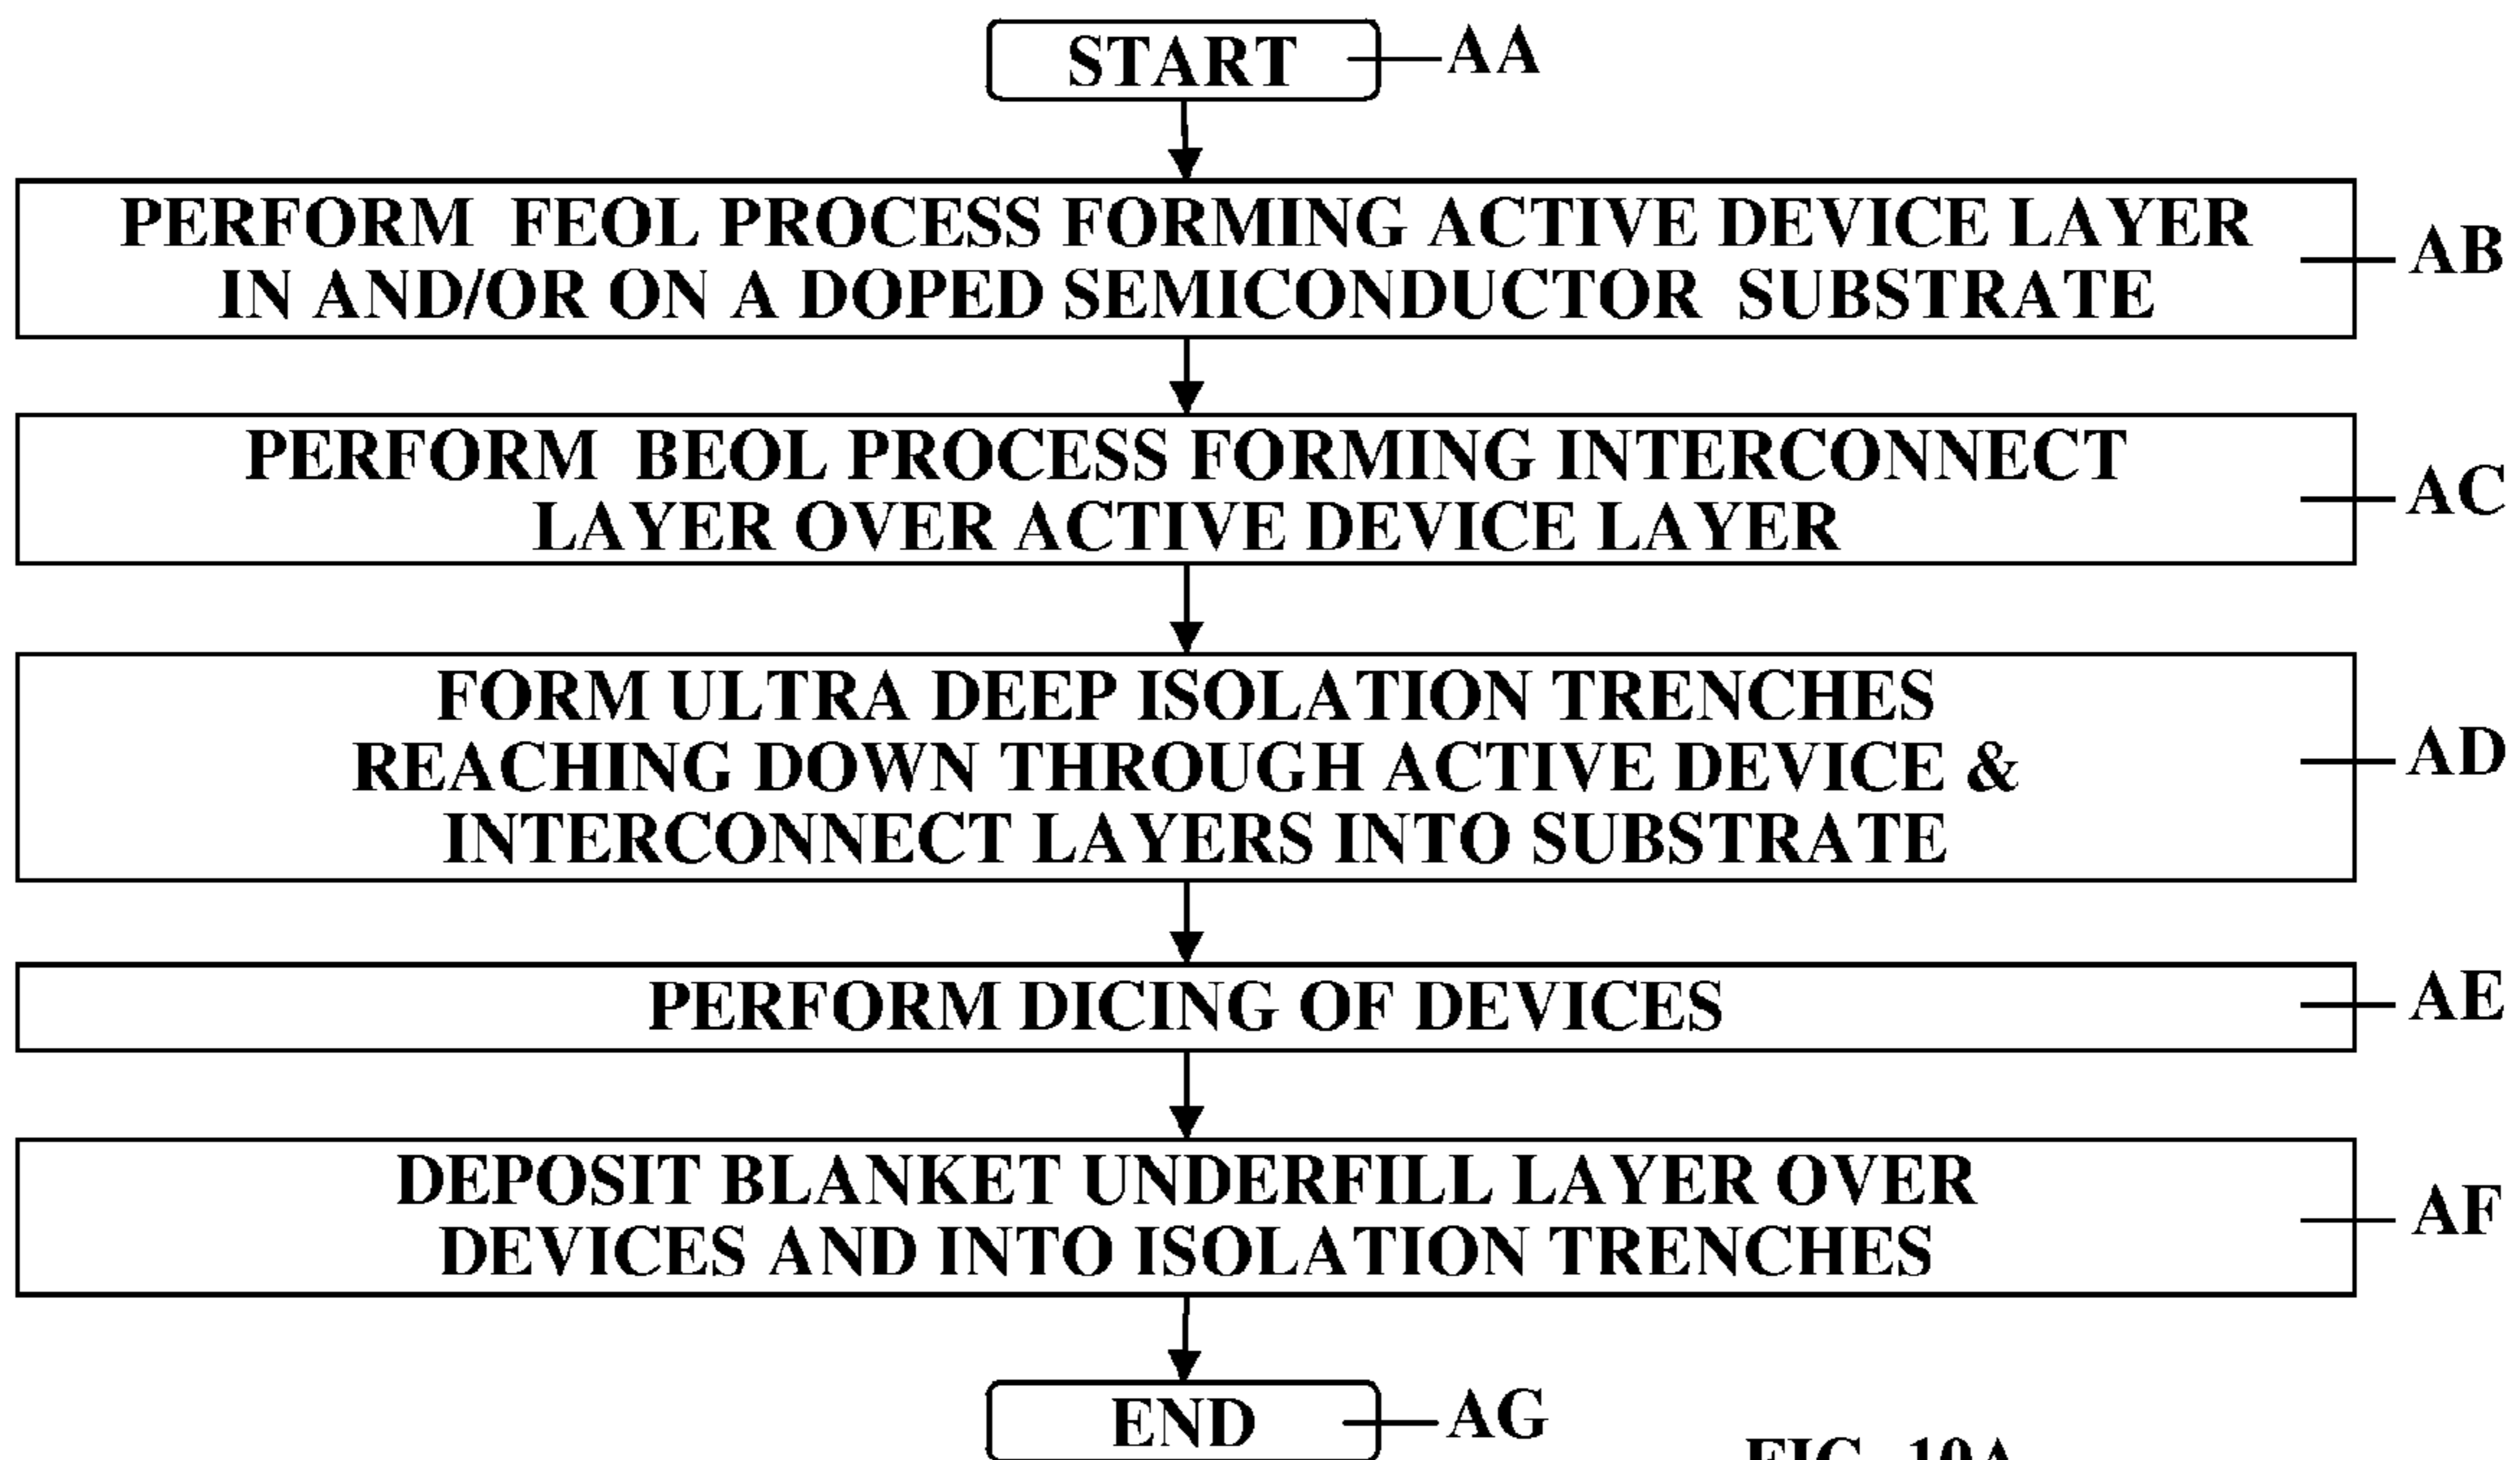 START
AA
PERFORM FEOL PROCESS FORMING ACTIVE DEVICE LAYER
IN AND/OR ON A DOPED SEMICONDUCTOR SUBSTRATE
AB
PERFORM BEOL PROCESS FORMING INTERCONNECT
LAYER OVER ACTIVE DEVICE LAYER
AC
FORM ULTRA DEEP ISOLATION TRENCHES
REACHING DOWN THROUGH ACTIVE DEVICE &
INTERCONNECT LAYERS INTO SUBSTRATE
AD
PERFORM DICING OF DEVICES
AE
DEPOSIT BLANKET UNDERFILL LAYER OVER
DEVICES AND INTO ISOLATION TRENCHES
AF
END
AG
FIG. 10A